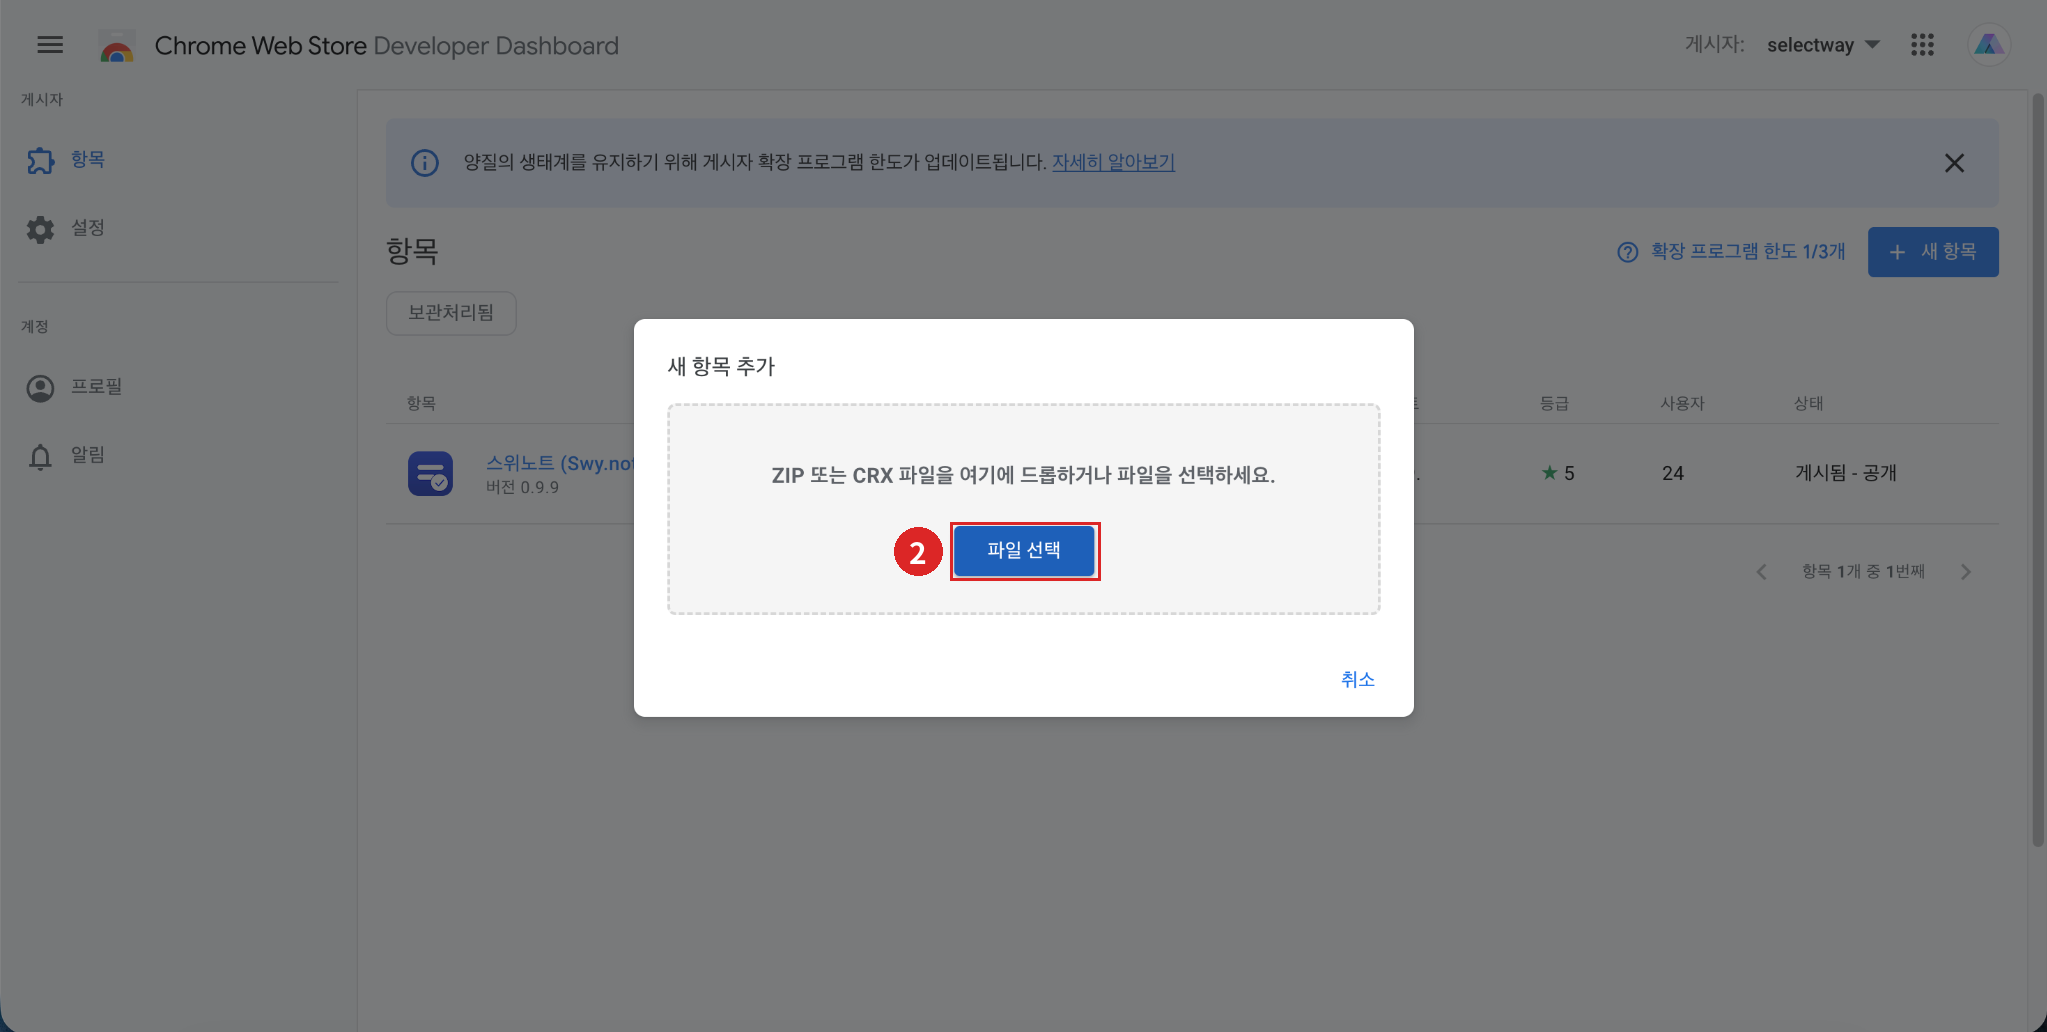 Chrome Web Store Developer Dashboard
게시자: selectway
게시자
항목
설정
계정
프로필
알림
양질의 생태계를 유지하기 위해 게시자 확장 프로그램 한도가 업데이트됩니다. 자세히 알아보기
항목
확장 프로그램 한도 1/3개
+ 새 항목
보관처리됨
항목 등급 사용자 상태
스위노트 (Swy.not
버전 0.9.9
5 24 게시됨 - 공개
항목 1개 중 1번째
새 항목 추가
ZIP 또는 CRX 파일을 여기에 드롭하거나 파일을 선택하세요.
2 파일 선택
취소